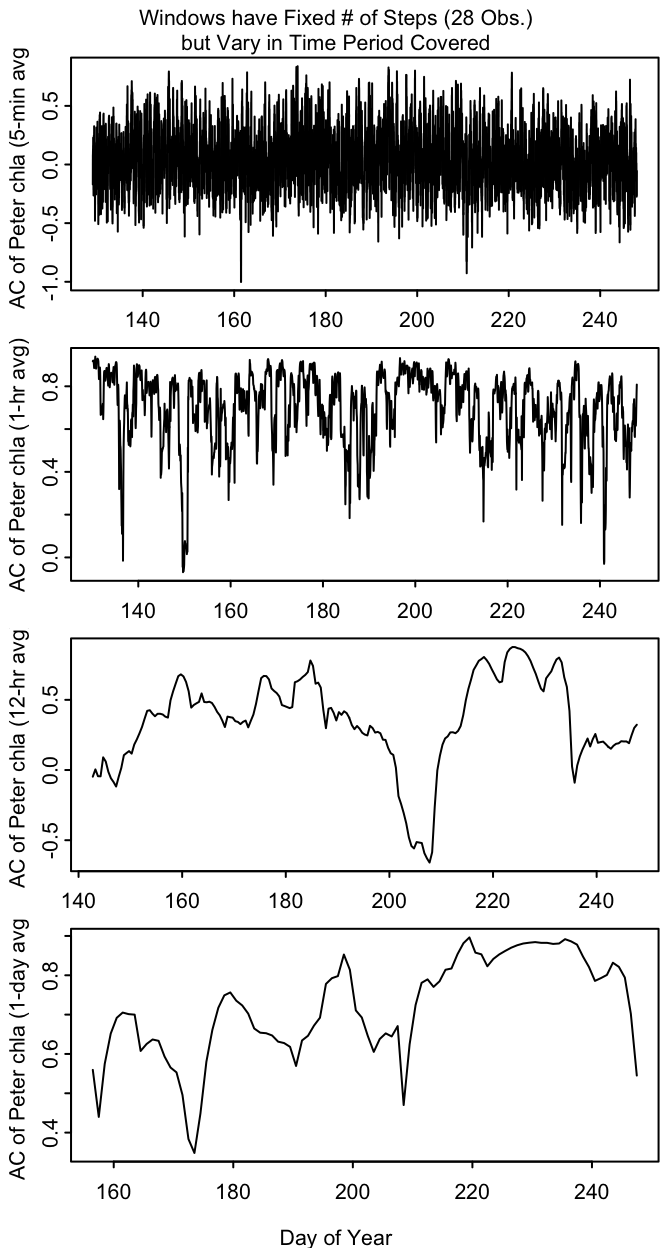 Windows have Fixed # of Steps (28 Obs.)
but Vary in Time Period Covered
AC of Peter chla (5-min avg
0.5
0.0
-0.5
-1.0
140 160 180 200 220 240
AC of Peter chla (1-hr avg)
0.8
0.4
0.0
140 160 180 200 220 240
AC of Peter chla (12-hr avg
0.5
0.0
-0.5
140 160 180 200 220 240
AC of Peter chla (1-day avg
0.8
0.6
0.4
160 180 200 220 240
Day of Year